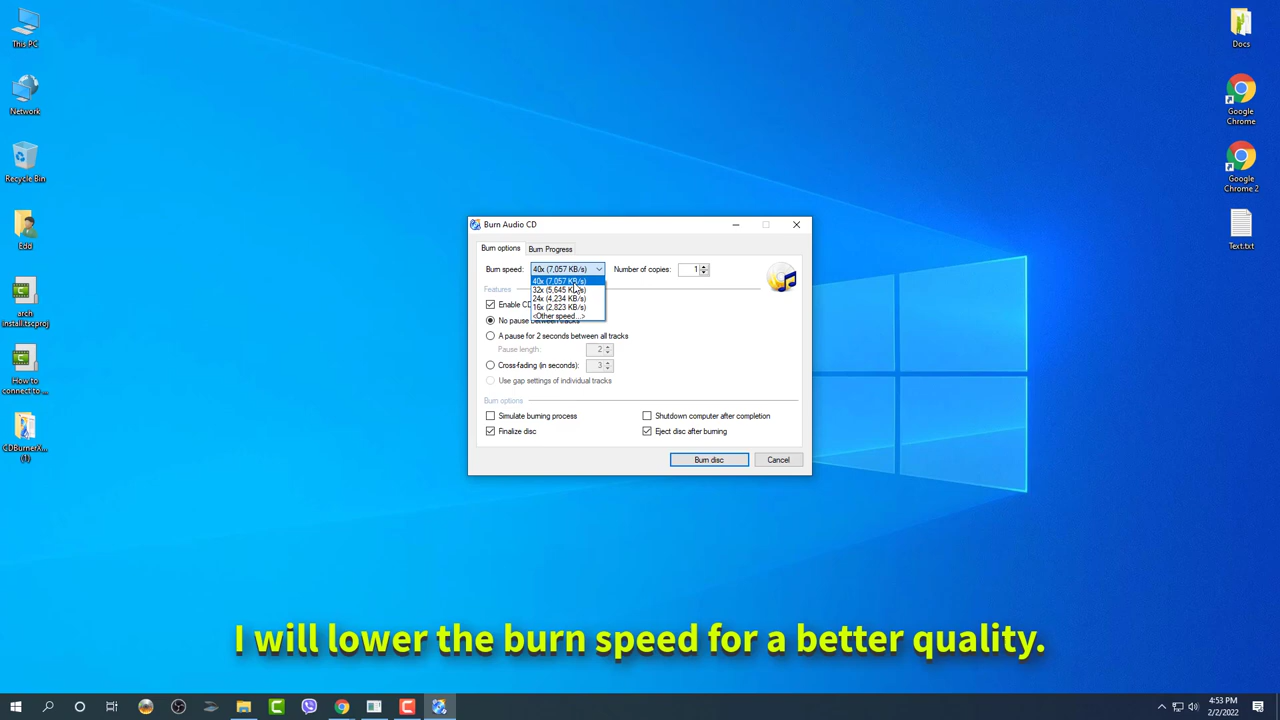 This PC
Network
Recycle Bin
Edd
arch
install.tscproj
How to
connect to ...
CDBurnerX...
(1)
Docs
Google
Chrome
Google
Chrome 2
Text.txt
Burn Audio CD
Burn options
Burn Progress
Burn speed: 40x (7,057 KB/s) Number of copies: 1
40x (7,057 KB/s)
32x (5,645 KB/s)
24x (4,234 KB/s)
16x (2,823 KB/s)
<Other speed...>
Features
Enable CD
No pause between tracks
A pause for 2 seconds between all tracks
Pause length: 2
Cross-fading (in seconds): 3
Use gap settings of individual tracks
Burn options
Simulate burning process
Shutdown computer after completion
Finalize disc
Eject disc after burning
Burn disc
Cancel
I will lower the burn speed for a better quality.
4:53 PM
2/2/2022